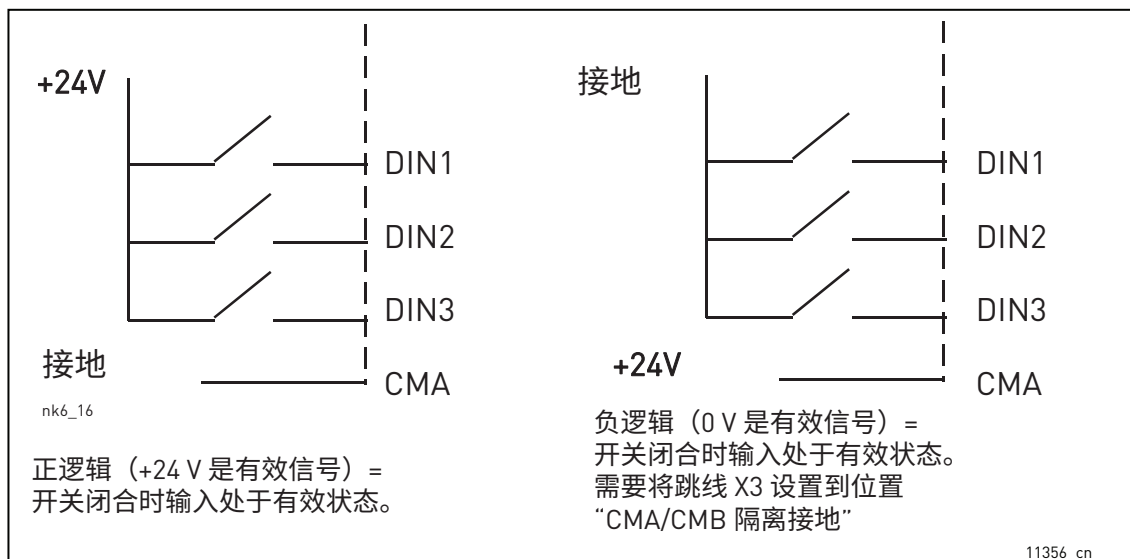 +24V
DIN1
DIN2
DIN3
接地
CMA
nk6_16
正逻辑（+24 V 是有效信号）=
开关闭合时输入处于有效状态。
接地
DIN1
DIN2
DIN3
+24V
CMA
负逻辑（0 V 是有效信号）=
开关闭合时输入处于有效状态。
需要将跳线 X3 设置到位置
“CMA/CMB 隔离接地”
11356_cn